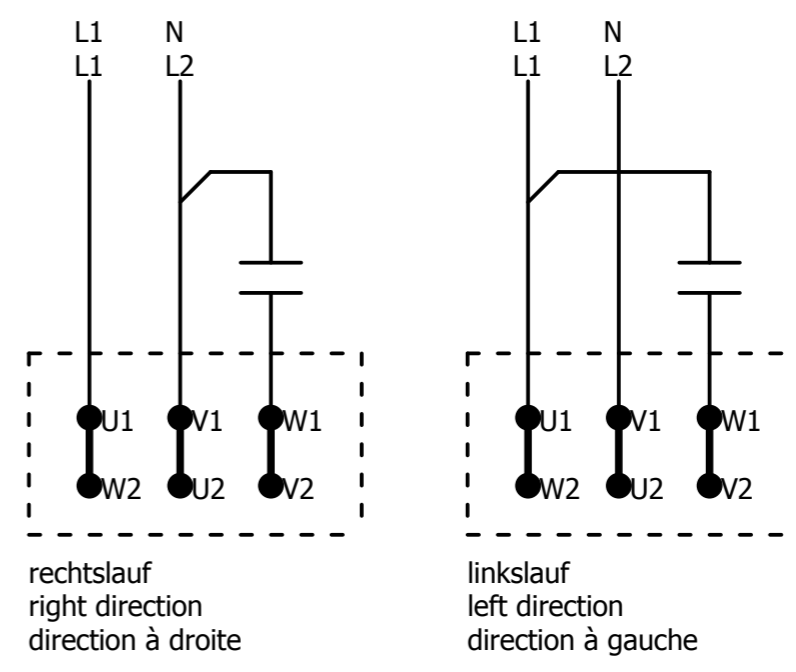 L1 N
L1 L2
U1 V1 W1
W2 U2 V2
rechtslauf
right direction
direction à droite
L1 N
L1 L2
U1 V1 W1
W2 U2 V2
linkslauf
left direction
direction à gauche